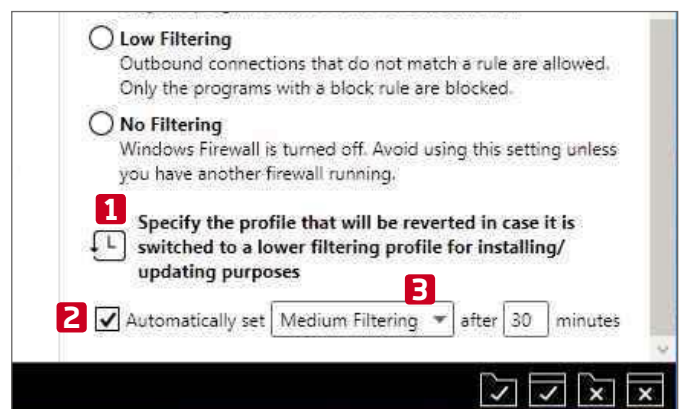 Low Filtering
Outbound connections that do not match a rule are allowed.
Only the programs with a block rule are blocked.
No Filtering
Windows Firewall is turned off. Avoid using this setting unless
you have another firewall running.
1
Specify the profile that will be reverted in case it is
switched to a lower filtering profile for installing/
updating purposes
3
2 Automatically set Medium Filtering after 30 minutes